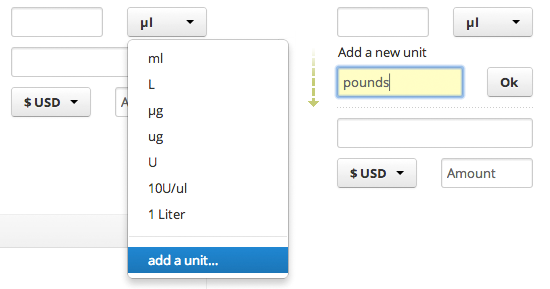 µl
ml
L
µg
ug
U
10U/ul
1 Liter
add a unit...
$ USD
A
µl
Add a new unit
pounds
Ok
$ USD
Amount